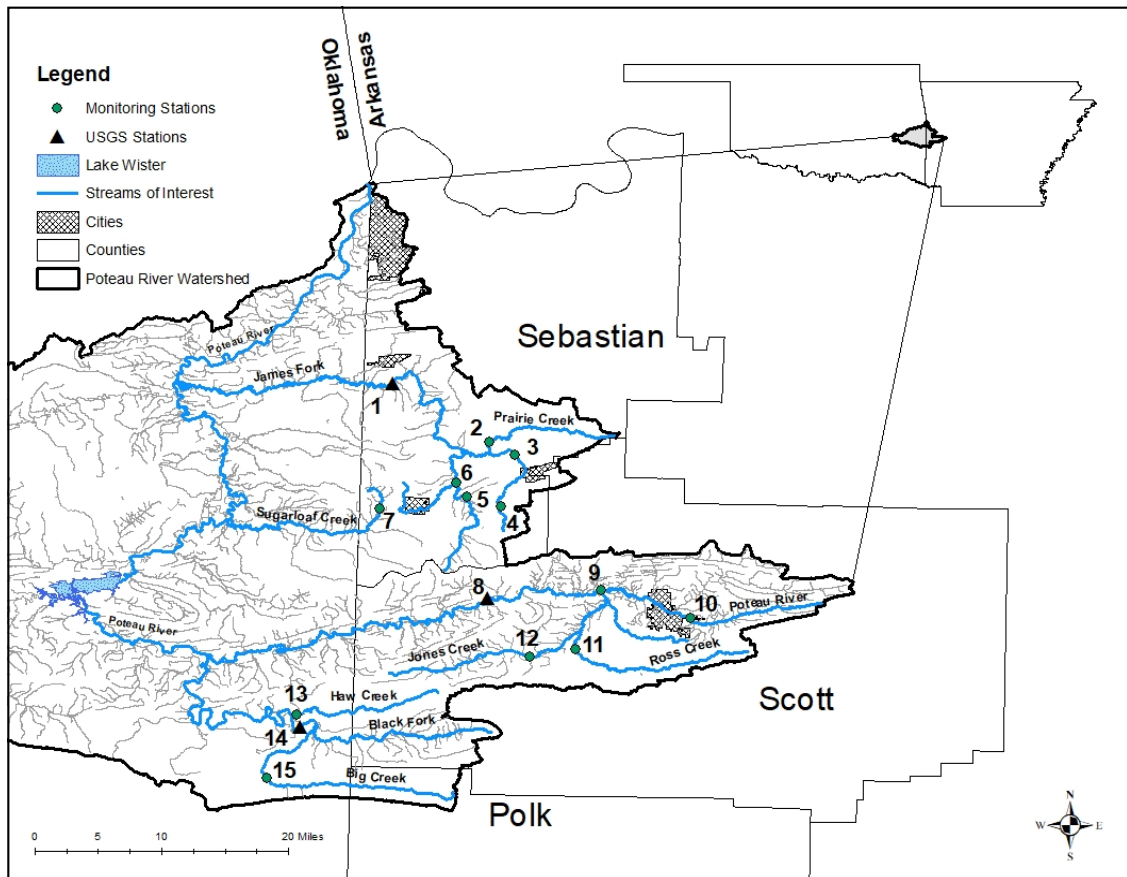 Oklahoma
Arkansas
Legend
Monitoring Stations
USGS Stations
Lake Wister
Streams of Interest
Cities
Counties
Poteau River Watershed
Sebastian
Poteau River
James Fork
1
Prairie Creek
2
3
6
5
4
7
Sugarloaf Creek
8
9
10
Poteau River
Poteau River
12
11
Jones Creek
Ross Creek
13
Haw Creek
Scott
14
Black Fork
15
Big Creek
Polk
0 5 10 20 Miles
N
W E
S